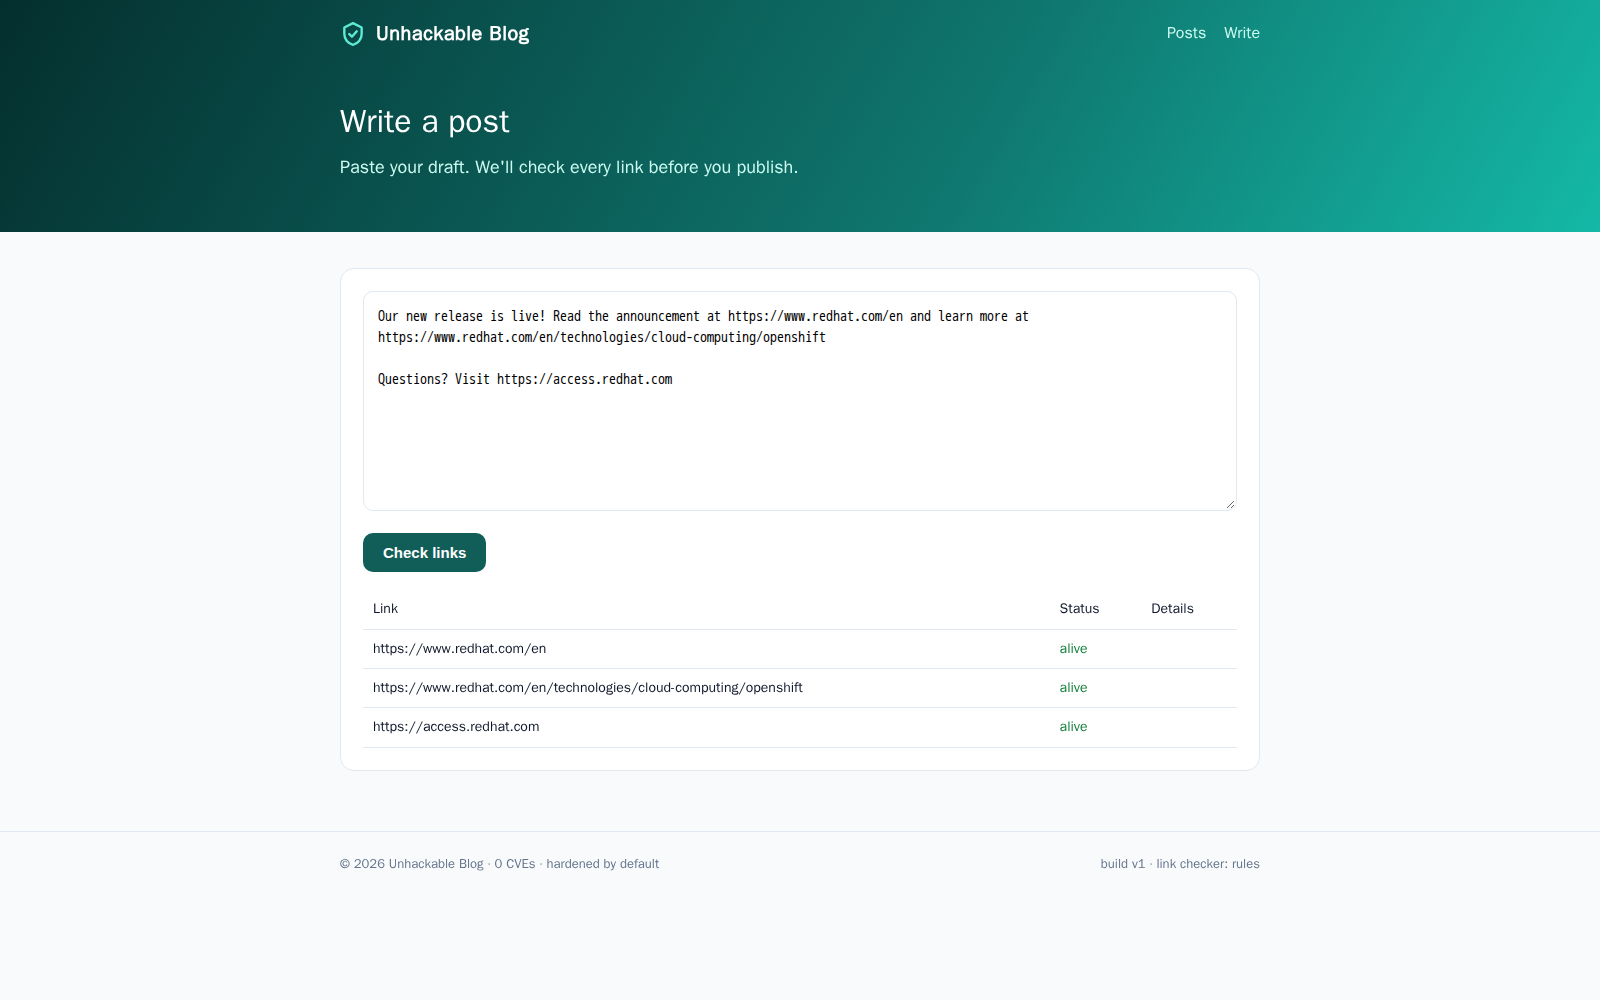 Unhackable Blog
Posts
Write
Write a post
Paste your draft. We'll check every link before you publish.
Our new release is live! Read the announcement at https://www.redhat.com/en and learn more at
https://www.redhat.com/en/technologies/cloud-computing/openshift
Questions? Visit https://access.redhat.com
Check links
Link Status Details
https://www.redhat.com/en alive
https://www.redhat.com/en/technologies/cloud-computing/openshift alive
https://access.redhat.com alive
© 2026 Unhackable Blog · 0 CVEs · hardened by default
build v1 · link checker: rules